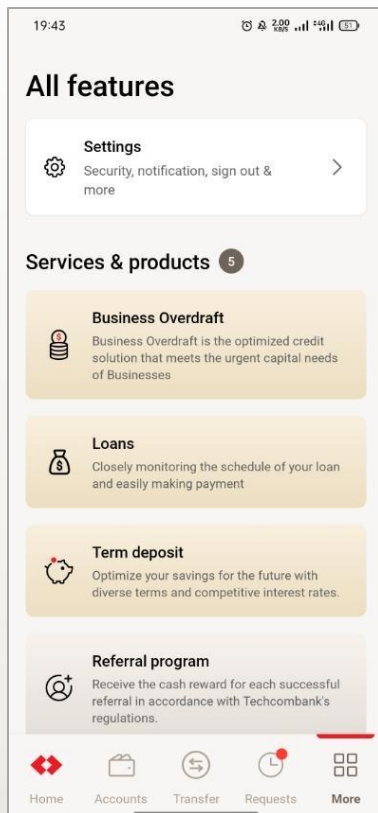 19:43
2.00
KB/S
4G
51
All features
Settings
Security, notification, sign out &
more
Services & products 5
Business Overdraft
Business Overdraft is the optimized credit
solution that meets the urgent capital needs
of Businesses
Loans
Closely monitoring the schedule of your loan
and easily making payment
Term deposit
Optimize your savings for the future with
diverse terms and competitive interest rates.
Referral program
Receive the cash reward for each successful
referral in accordance with Techcombank's
regulations.
Home Accounts Transfer Requests More